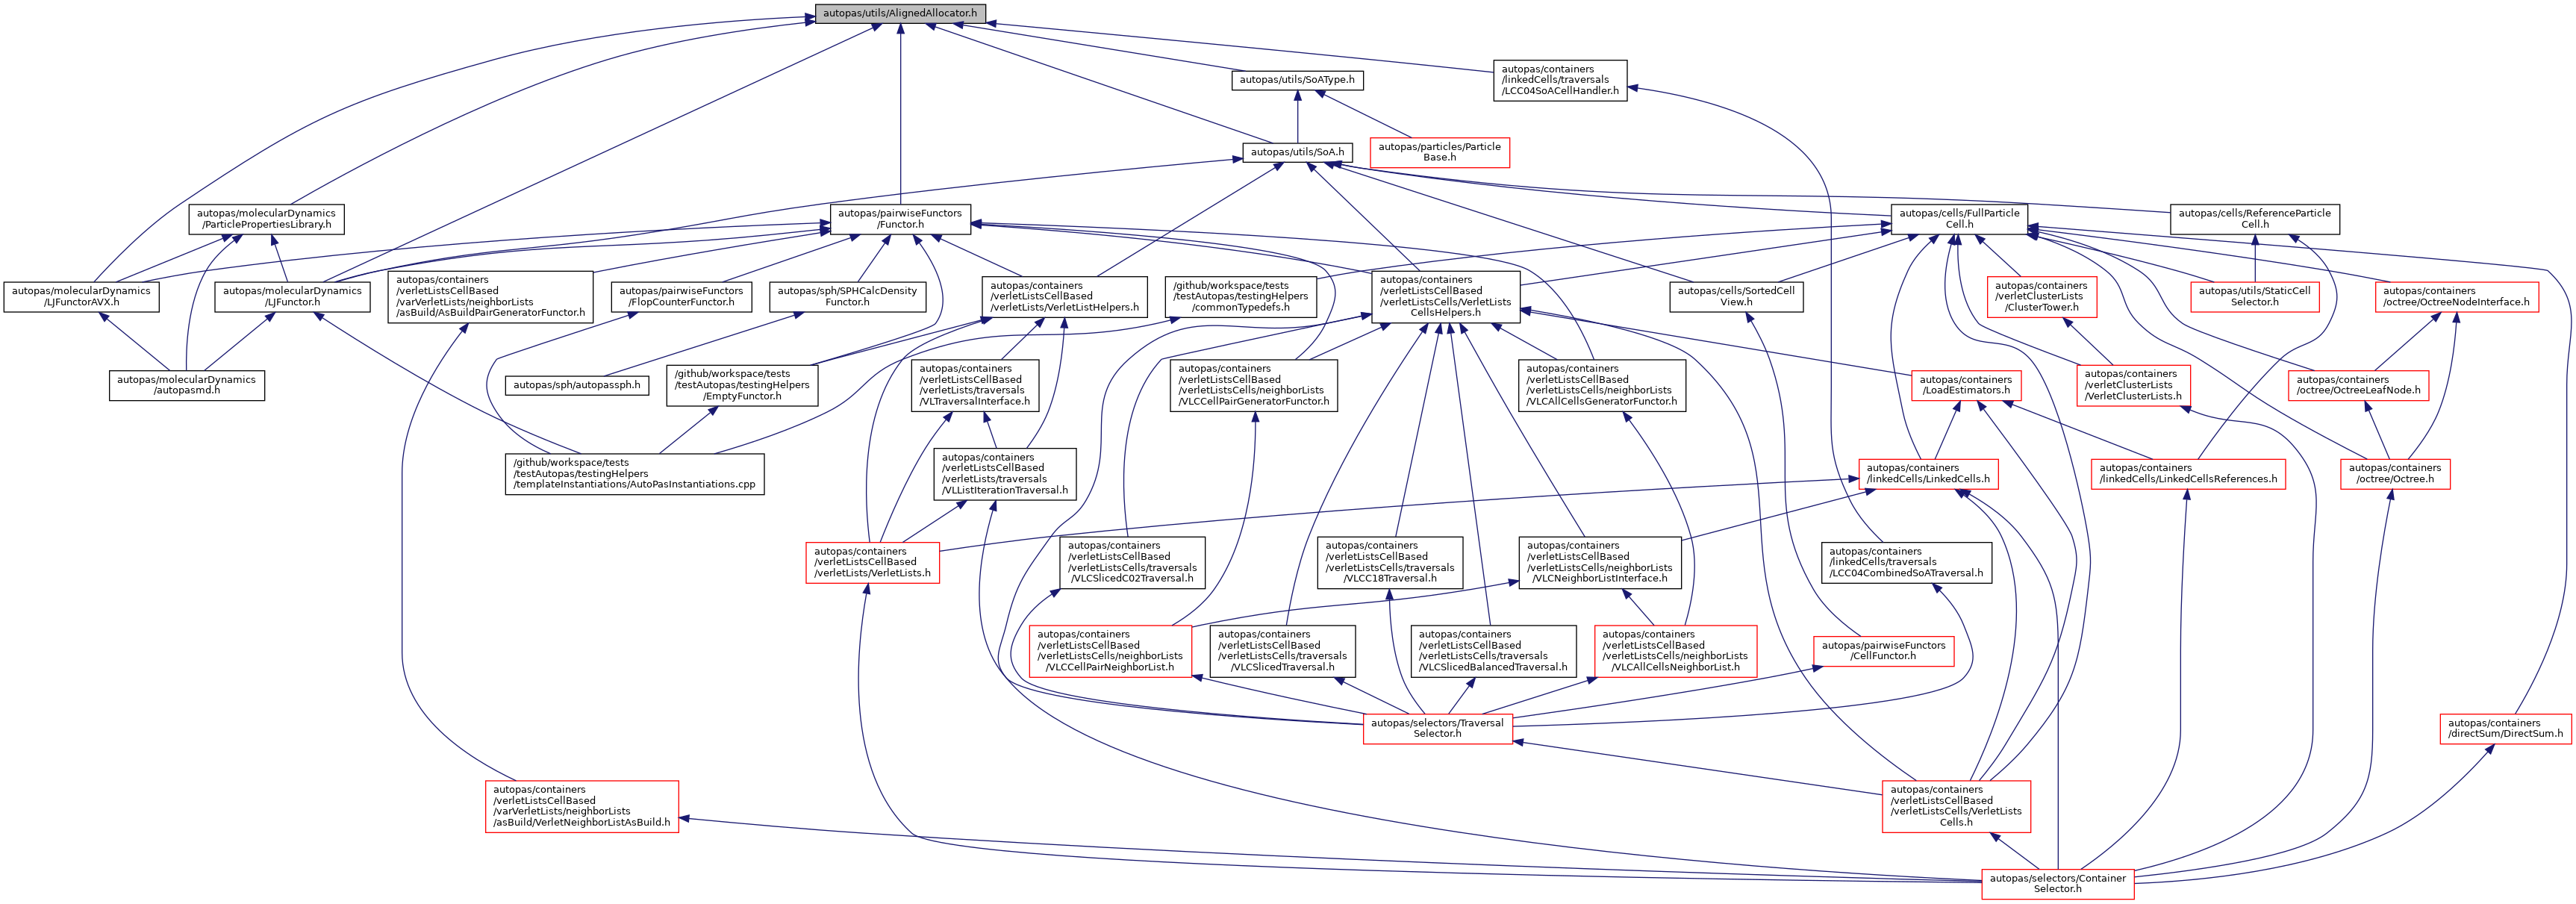 autopas/utils/AlignedAllocator.h
autopas/containers
/linkedCells/traversals
/LCC04SoACellHandler.h
autopas/utils/SoAType.h
autopas/particles/Particle
Base.h
autopas/utils/SoA.h
autopas/molecularDynamics
/ParticlePropertiesLibrary.h
autopas/pairwiseFunctors
/Functor.h
autopas/cells/FullParticle
Cell.h
autopas/cells/ReferenceParticle
Cell.h
autopas/molecularDynamics
/LJFunctorAVX.h
autopas/molecularDynamics
/LJFunctor.h
autopas/containers
/verletListsCellBased
/varVerletLists/neighborLists
/asBuild/AsBuildPairGeneratorFunctor.h
autopas/pairwiseFunctors
/FlopCounterFunctor.h
autopas/sph/SPHCalcDensity
Functor.h
autopas/containers
/verletListsCellBased
/verletLists/VerletListHelpers.h
/github/workspace/tests
/testAutopas/testingHelpers
/commonTypedefs.h
autopas/containers
/verletListsCellBased
/verletListsCells/VerletLists
CellsHelpers.h
autopas/cells/SortedCell
View.h
autopas/containers
/verletClusterLists
/ClusterTower.h
autopas/utils/StaticCell
Selector.h
autopas/containers
/octree/OctreeNodeInterface.h
autopas/molecularDynamics
/autopasmd.h
autopas/sph/autopassph.h
/github/workspace/tests
/testAutopas/testingHelpers
/EmptyFunctor.h
autopas/containers
/verletListsCellBased
/verletLists/traversals
/VLTraversalInterface.h
autopas/containers
/verletListsCellBased
/verletListsCells/neighborLists
/VLCCellPairGeneratorFunctor.h
autopas/containers
/verletListsCellBased
/verletListsCells/neighborLists
/VLCAllCellsGeneratorFunctor.h
autopas/containers
/LoadEstimators.h
autopas/containers
/verletClusterLists
/VerletClusterLists.h
autopas/containers
/octree/OctreeLeafNode.h
/github/workspace/tests
/testAutopas/testingHelpers
/templateInstantiations/AutoPasInstantiations.cpp
autopas/containers
/verletListsCellBased
/verletLists/traversals
/VLListIterationTraversal.h
autopas/containers
/linkedCells/LinkedCells.h
autopas/containers
/linkedCells/LinkedCellsReferences.h
autopas/containers
/octree/Octree.h
autopas/containers
/verletListsCellBased
/verletLists/VerletLists.h
autopas/containers
/verletListsCellBased
/verletListsCells/traversals
/VLCSlicedC02Traversal.h
autopas/containers
/verletListsCellBased
/verletListsCells/traversals
/VLCC18Traversal.h
autopas/containers
/verletListsCellBased
/verletListsCells/neighborLists
/VLCNeighborListInterface.h
autopas/containers
/linkedCells/traversals
/LCC04CombinedSoATraversal.h
autopas/containers
/verletListsCellBased
/verletListsCells/neighborLists
/VLCCellPairNeighborList.h
autopas/containers
/verletListsCellBased
/verletListsCells/traversals
/VLCSlicedTraversal.h
autopas/containers
/verletListsCellBased
/verletListsCells/traversals
/VLCSlicedBalancedTraversal.h
autopas/containers
/verletListsCellBased
/verletListsCells/neighborLists
/VLCAllCellsNeighborList.h
autopas/pairwiseFunctors
/CellFunctor.h
autopas/selectors/Traversal
Selector.h
autopas/containers
/directSum/DirectSum.h
autopas/containers
/verletListsCellBased
/varVerletLists/neighborLists
/asBuild/VerletNeighborListAsBuild.h
autopas/containers
/verletListsCellBased
/verletListsCells/VerletLists
Cells.h
autopas/selectors/Container
Selector.h